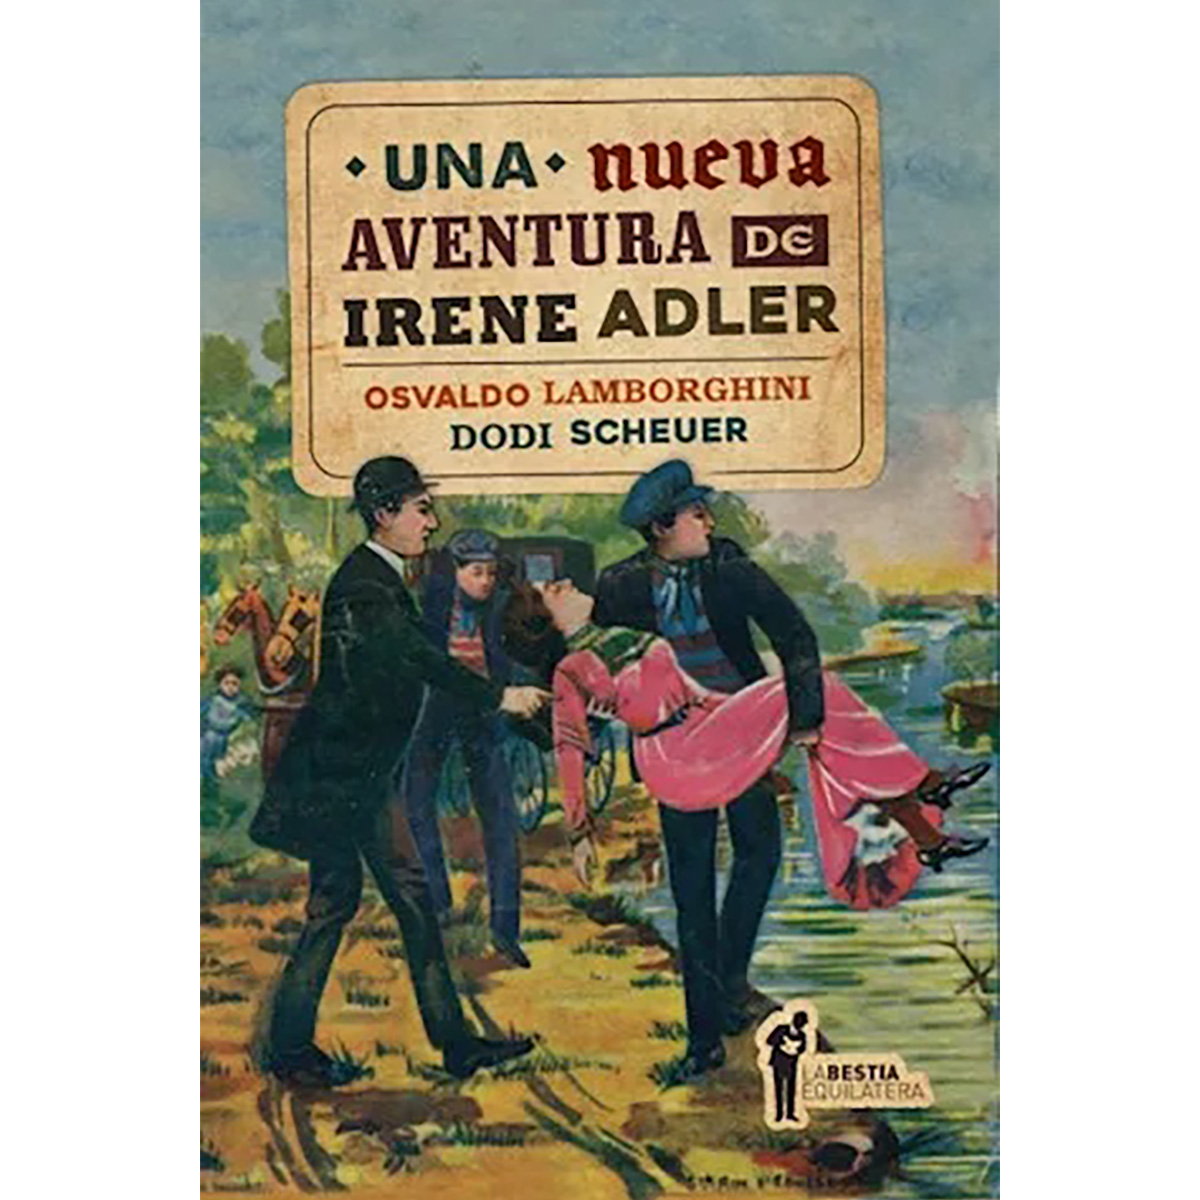 UNA nueva
AVENTURA DE
IRENE ADLER
OSVALDO LAMBORGHINI
DODI SCHEUER
LA BESTIA
EQUILÁTERA